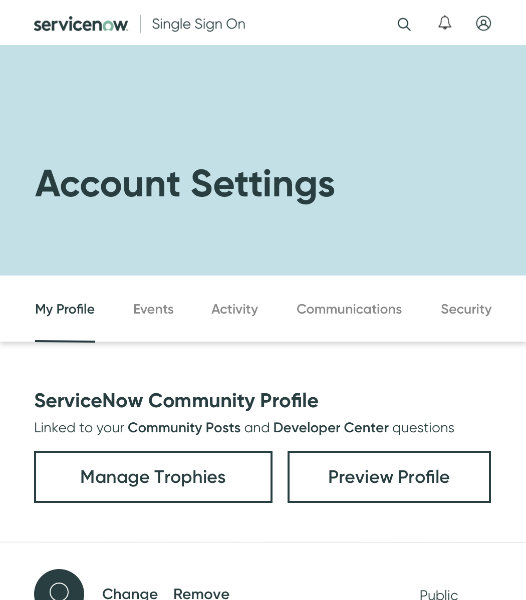 servicenow Single Sign On
Account Settings
My Profile Events Activity Communications Security
ServiceNow Community Profile
Linked to your Community Posts and Developer Center questions
Manage Trophies Preview Profile
Change Remove Public